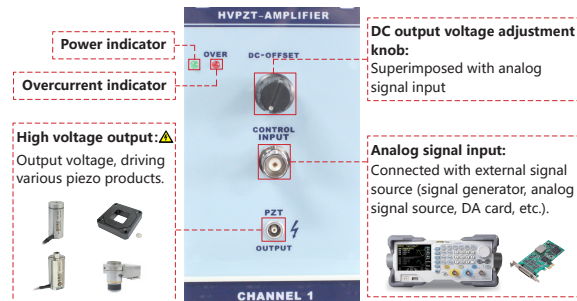 HVPZT-AMPLIFIER
Power indicator
OVER
DC-OFFSET
Overcurrent indicator
DC output voltage adjustment
knob:
Superimposed with analog
signal input
High voltage output:
Output voltage, driving
various piezo products.
CONTROL
INPUT
Analog signal input:
Connected with external signal
source (signal generator, analog
signal source, DA card, etc.).
PZT
OUTPUT
CHANNEL 1